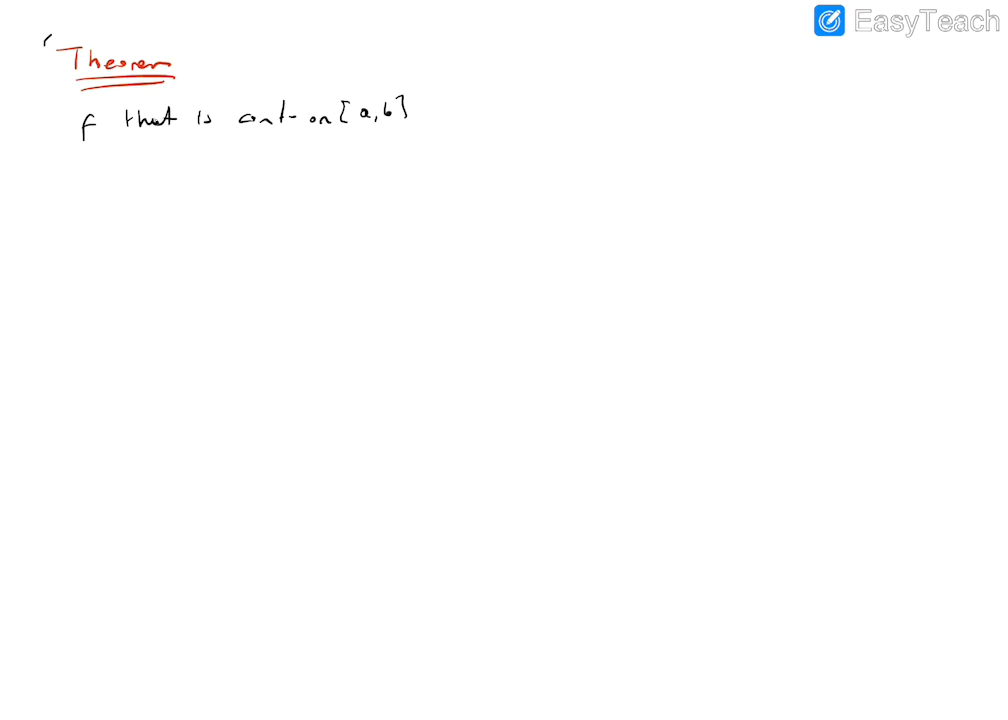 EasyTeach
Theorem
f that is cont. on [a,b]